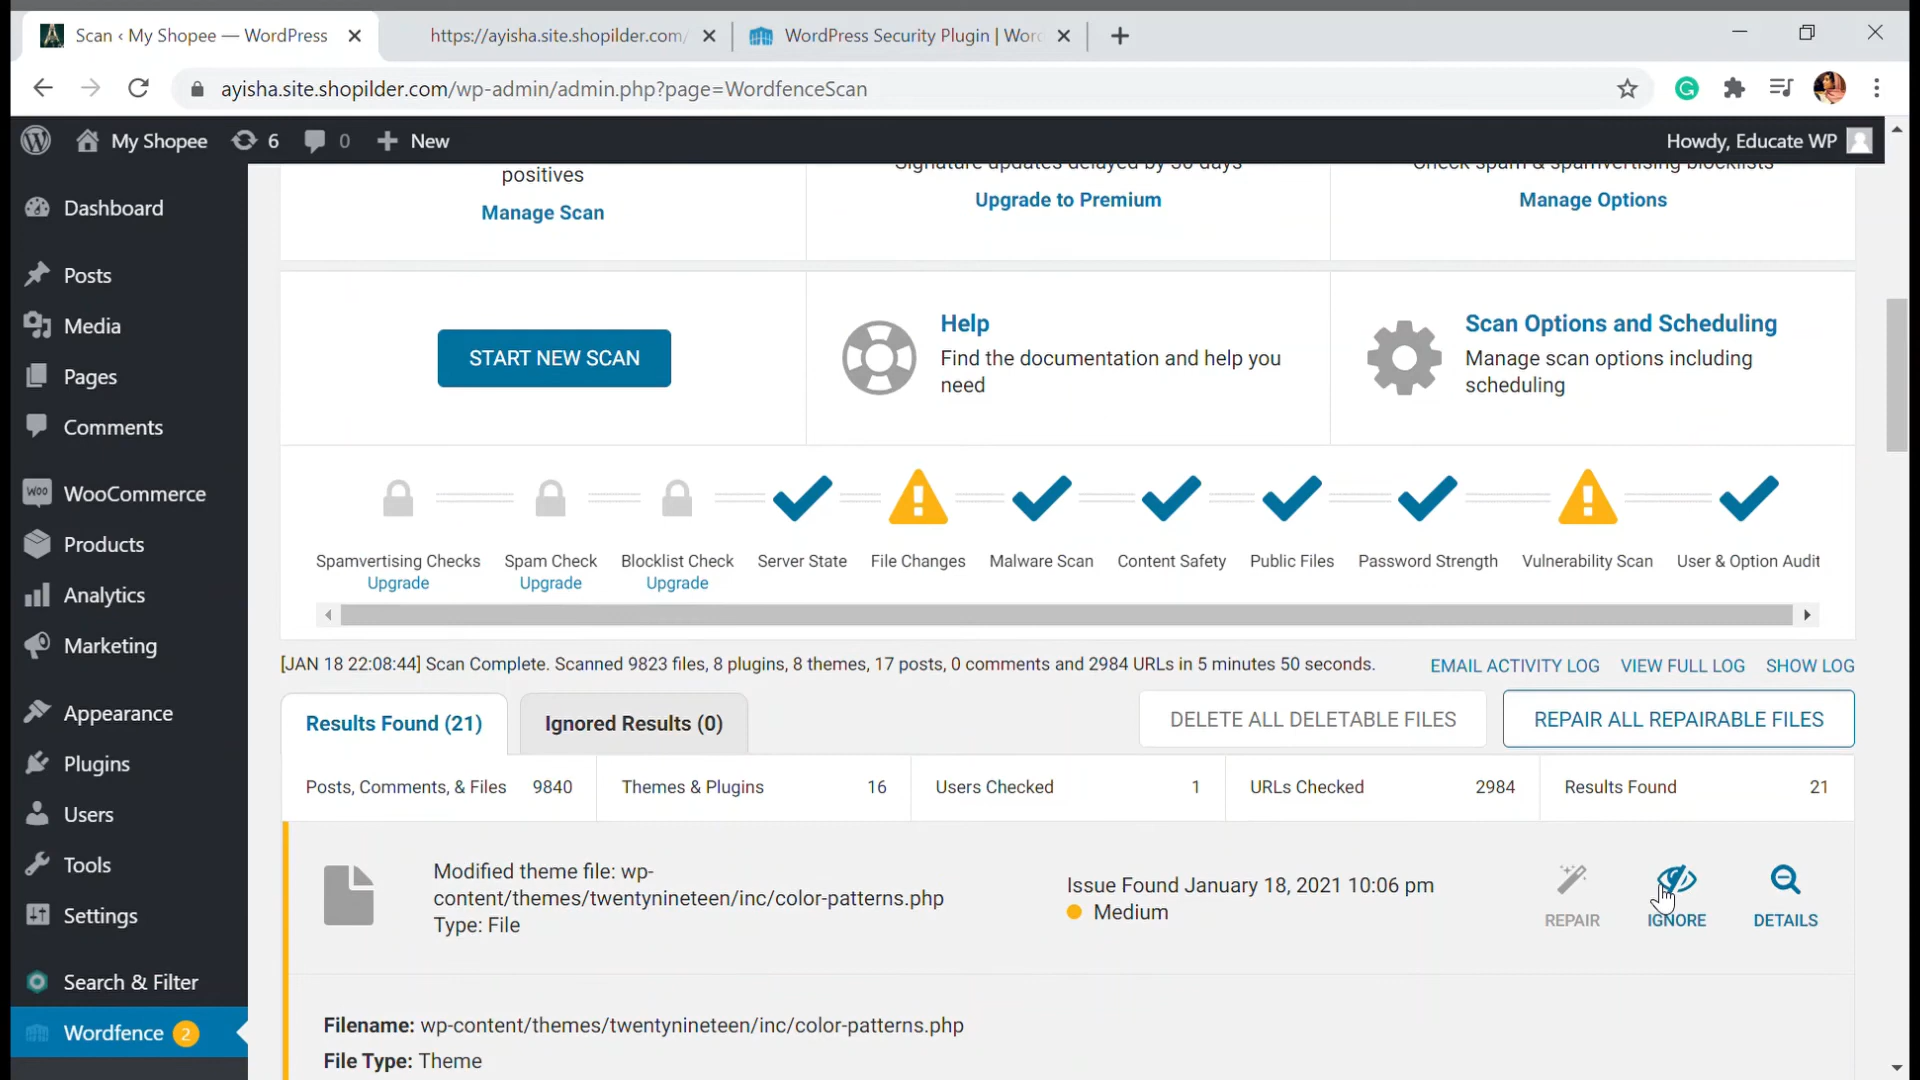 Scan ‹ My Shopee — WordPress
https://ayisha.site.shopilder.com/
WordPress Security Plugin | Wor
ayisha.site.shopilder.com/wp-admin/admin.php?page=WordfenceScan
My Shopee 6 0 New
Howdy, Educate WP
Dashboard
Posts
Media
Pages
Comments
WooCommerce
Products
Analytics
Marketing
Appearance
Plugins
Users
Tools
Settings
Search & Filter
Wordfence 2
positives
Manage Scan
Signature updates delayed by 30 days
Upgrade to Premium
Check spam & spamvertising blocklists
Manage Options
START NEW SCAN
Help
Find the documentation and help you
need
Scan Options and Scheduling
Manage scan options including
scheduling
Spamvertising Checks
Upgrade
Spam Check
Upgrade
Blocklist Check
Upgrade
Server State
File Changes
Malware Scan
Content Safety
Public Files
Password Strength
Vulnerability Scan
User & Option Audit
[JAN 18 22:08:44] Scan Complete. Scanned 9823 files, 8 plugins, 8 themes, 17 posts, 0 comments and 2984 URLs in 5 minutes 50 seconds.
EMAIL ACTIVITY LOG VIEW FULL LOG SHOW LOG
Results Found (21)
Ignored Results (0)
DELETE ALL DELETABLE FILES
REPAIR ALL REPAIRABLE FILES
Posts, Comments, & Files 9840
Themes & Plugins 16
Users Checked 1
URLs Checked 2984
Results Found 21
Modified theme file: wp-
content/themes/twentynineteen/inc/color-patterns.php
Type: File
Issue Found January 18, 2021 10:06 pm
Medium
REPAIR
IGNORE
DETAILS
Filename: wp-content/themes/twentynineteen/inc/color-patterns.php
File Type: Theme